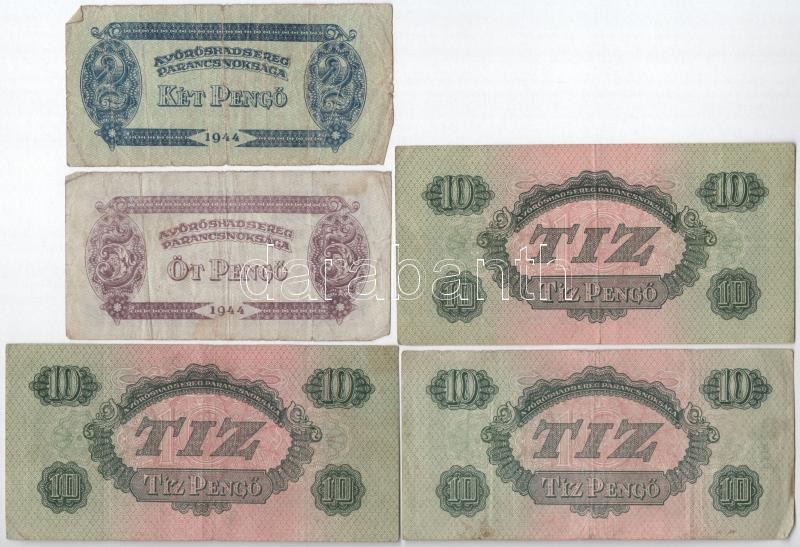 2 2
A VÖRÖSHADSEREG
PARANCSNOKSÁGA
KÉT PENGŐ
1944
5 5
A VÖRÖSHADSEREG
PARANCSNOKSÁGA
ÖT PENGŐ
1944
10 10
A VÖRÖSHADSEREG PARANCSNOKSÁGA
TIZ
TIZ PENGŐ
10 10
10 10
A VÖRÖSHADSEREG PARANCSNOKSÁGA
TIZ
TIZ PENGŐ
10 10
10 10
A VÖRÖSHADSEREG PARANCSNOKSÁGA
TIZ
TIZ PENGŐ
10 10
darabanth